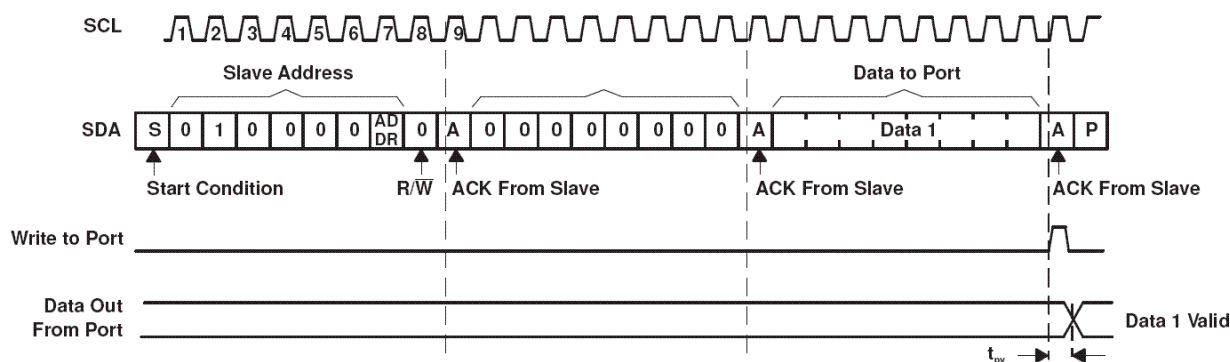 SCL 1 2 3 4 5 6 7 8 9
Slave Address
Data to Port
SDA S 0 1 0 0 0 0 AD DR 0 A 0 0 0 0 0 0 0 0 A Data 1 A P
Start Condition
R/W̅
ACK From Slave
ACK From Slave
ACK From Slave
Write to Port
Data Out
From Port
Data 1 Valid
tpv